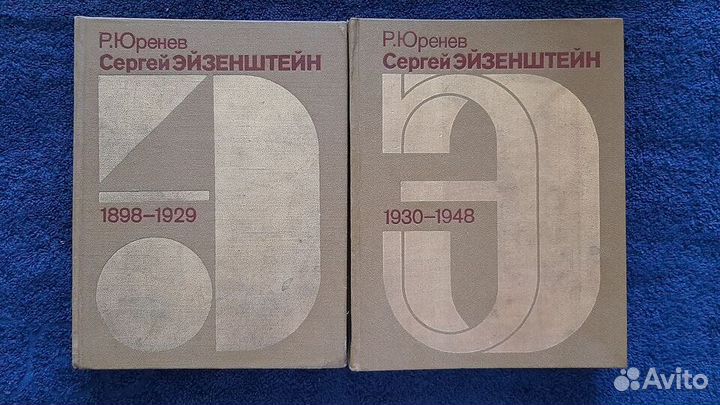 Р.Юренев
Сергей ЭЙЗЕНШТЕЙН
1898–1929
Р.Юренев
Сергей ЭЙЗЕНШТЕЙН
1930–1948
Avito